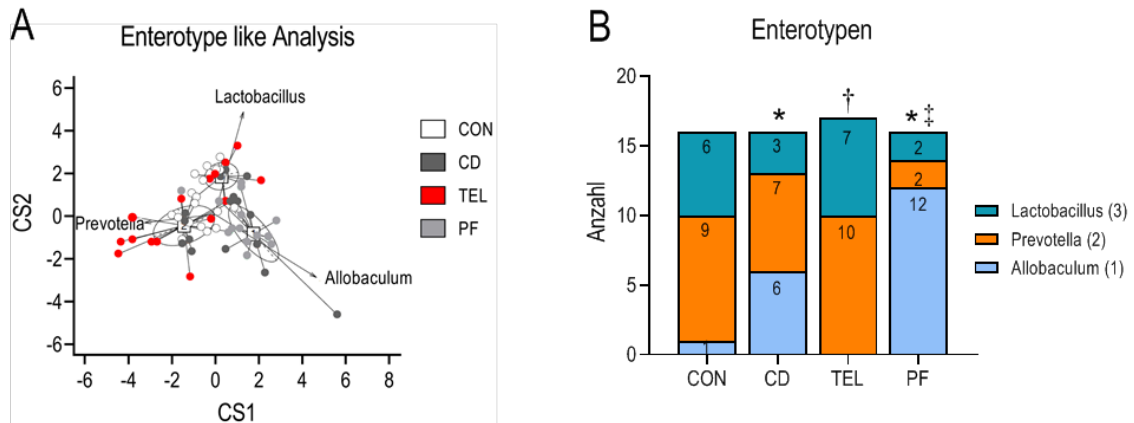 A
Enterotype like Analysis
6
4
2
0
-2
-4
-6
CS2
-6 -4 -2 0 2 4 6 8
CS1
Lactobacillus
Prevotella
Allobaculum
2
CON
CD
TEL
PF
B
Enterotypen
20
15
10
5
0
Anzahl
* † *‡
6 3 7 2
9 7 10 2
1 6 12
CON CD TEL PF
Lactobacillus (3)
Prevotella (2)
Allobaculum (1)